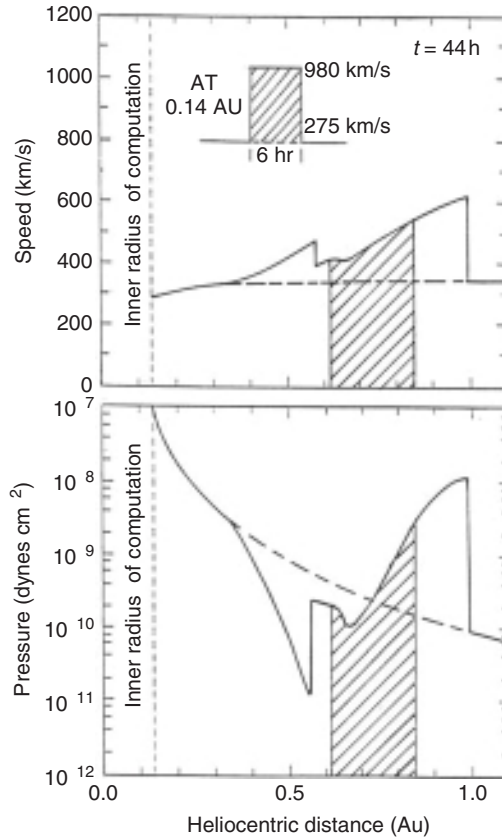 1200
1000
800
600
400
200
0
Speed (km/s)
Inner radius of computation
t = 44 h
AT
0.14 AU
980 km/s
275 km/s
6 hr
10 7
10 8
10 9
10 10
10 11
10 12
Pressure (dynes cm 2)
Inner radius of computation
0.0
0.5
1.0
Heliocentric distance (Au)